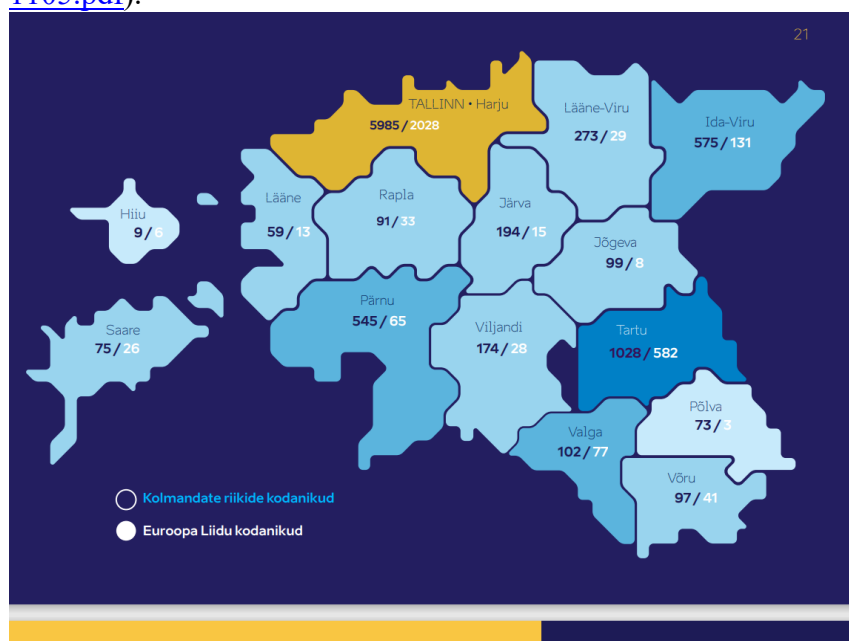 1105.pdf).
21
TALLINN • Harju
5985 / 2028
Lääne-Viru
273 / 29
Ida-Viru
575 / 131
Hiiu
9 / 6
Lääne
59 / 13
Rapla
91 / 33
Järva
194 / 15
Jõgeva
99 / 8
Saare
75 / 26
Pärnu
545 / 65
Viljandi
174 / 28
Tartu
1028 / 582
Põlva
73 / 3
Valga
102 / 77
Võru
97 / 41
Kolmandate riikide kodanikud
Euroopa Liidu kodanikud